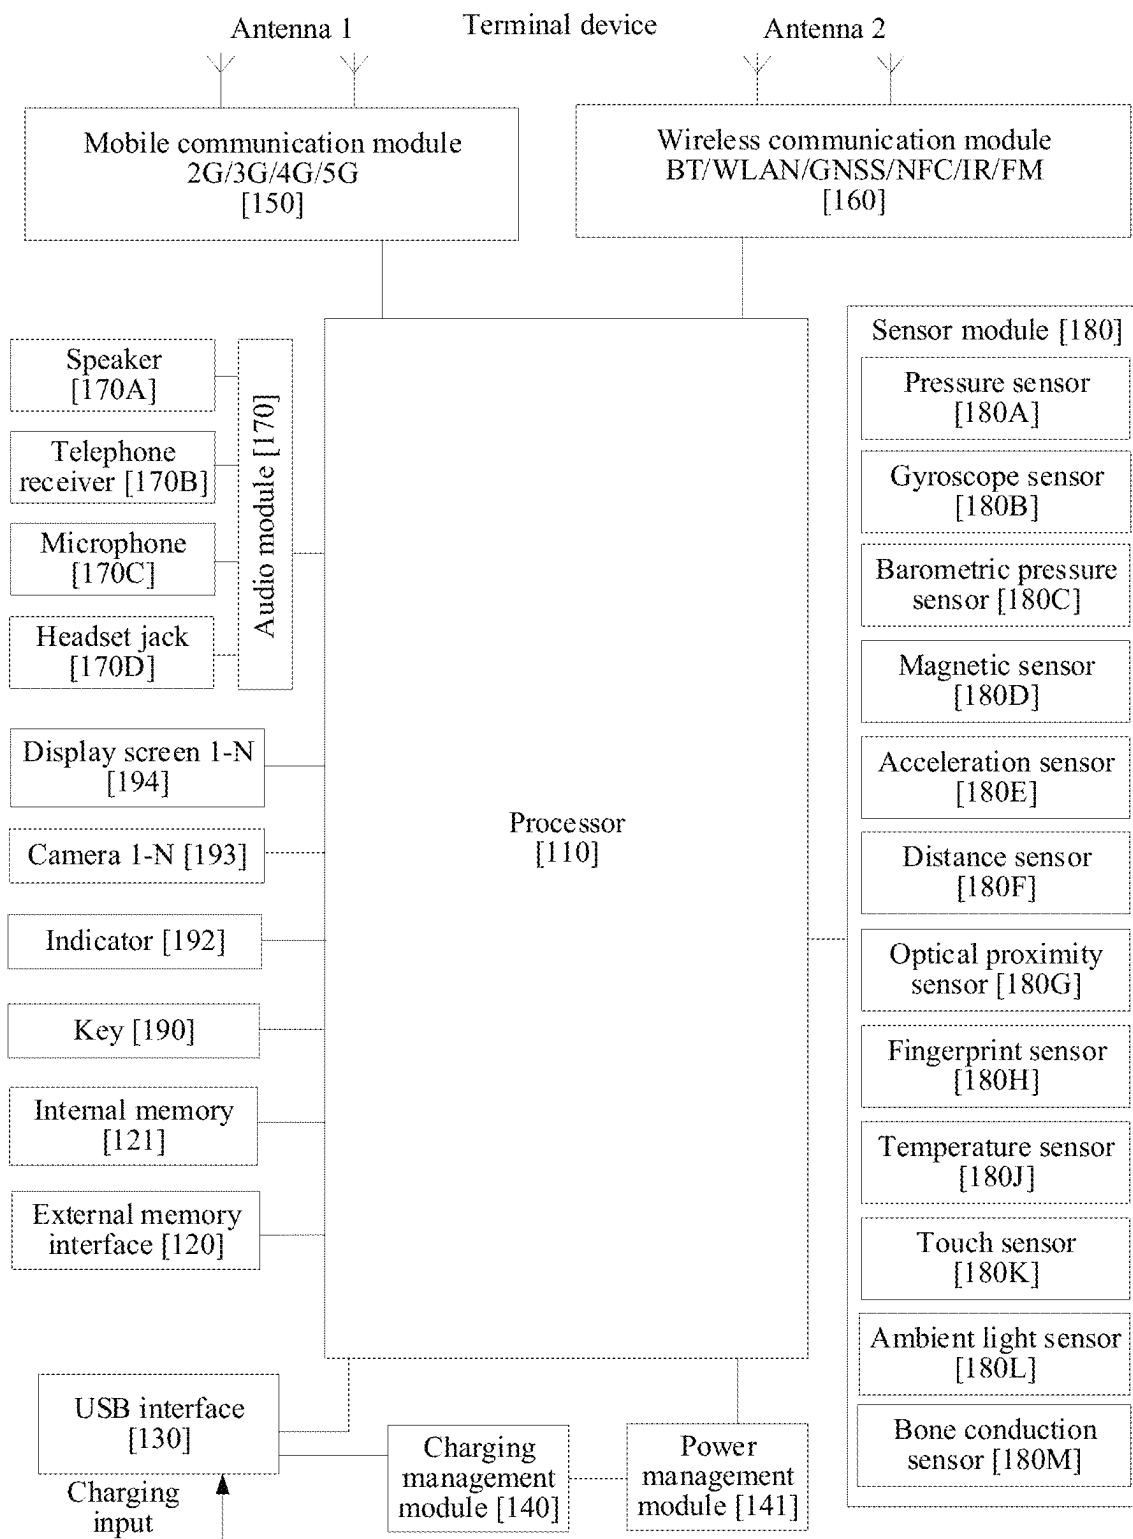 Antenna 1
Terminal device
Antenna 2
Mobile communication module
2G/3G/4G/5G
[150]
Wireless communication module
BT/WLAN/GNSS/NFC/IR/FM
[160]
Speaker
[170A]
Telephone
receiver [170B]
Microphone
[170C]
Headset jack
[170D]
Audio module [170]
Display screen 1-N
[194]
Camera 1-N [193]
Indicator [192]
Key [190]
Internal memory
[121]
External memory
interface [120]
Processor
[110]
Sensor module [180]
Pressure sensor
[180A]
Gyroscope sensor
[180B]
Barometric pressure
sensor [180C]
Magnetic sensor
[180D]
Acceleration sensor
[180E]
Distance sensor
[180F]
Optical proximity
sensor [180G]
Fingerprint sensor
[180H]
Temperature sensor
[180J]
Touch sensor
[180K]
Ambient light sensor
[180L]
Bone conduction
sensor [180M]
USB interface
[130]
Charging
input
Charging
management
module [140]
Power
management
module [141]